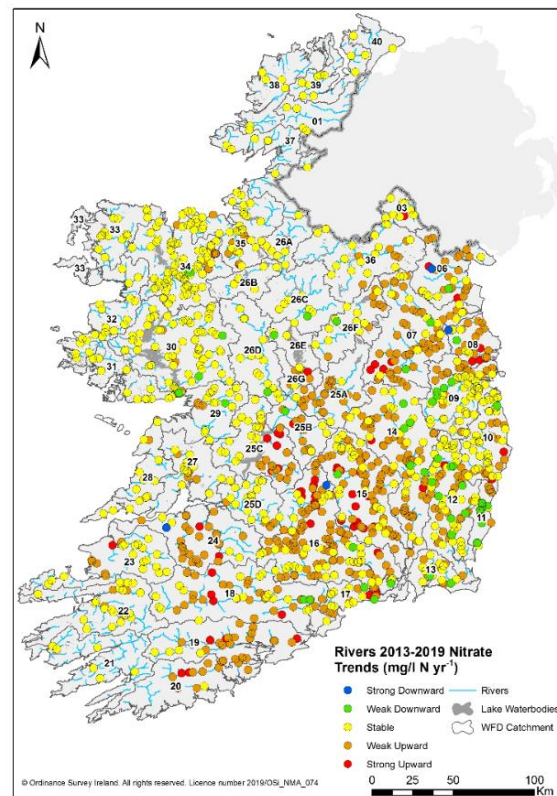 N
40
38
39
01
37
03
33
33
35
26A
34
36
06
33
26B
32
26C
26F
07
08
30
26E
31
26D
26G
25A
09
29
14
10
25B
25C
28
27
15
12
25D
11
24
16
23
13
18
17
22
19
21
20
Rivers 2013-2019 Nitrate
Trends (mg/l N yr-1)
Strong Downward Rivers
Weak Downward Lake Waterbodies
Stable WFD Catchment
Weak Upward
Strong Upward
© Ordnance Survey Ireland. All rights reserved. Licence number 2019/OSi_NMA_074
0 50 100
Km